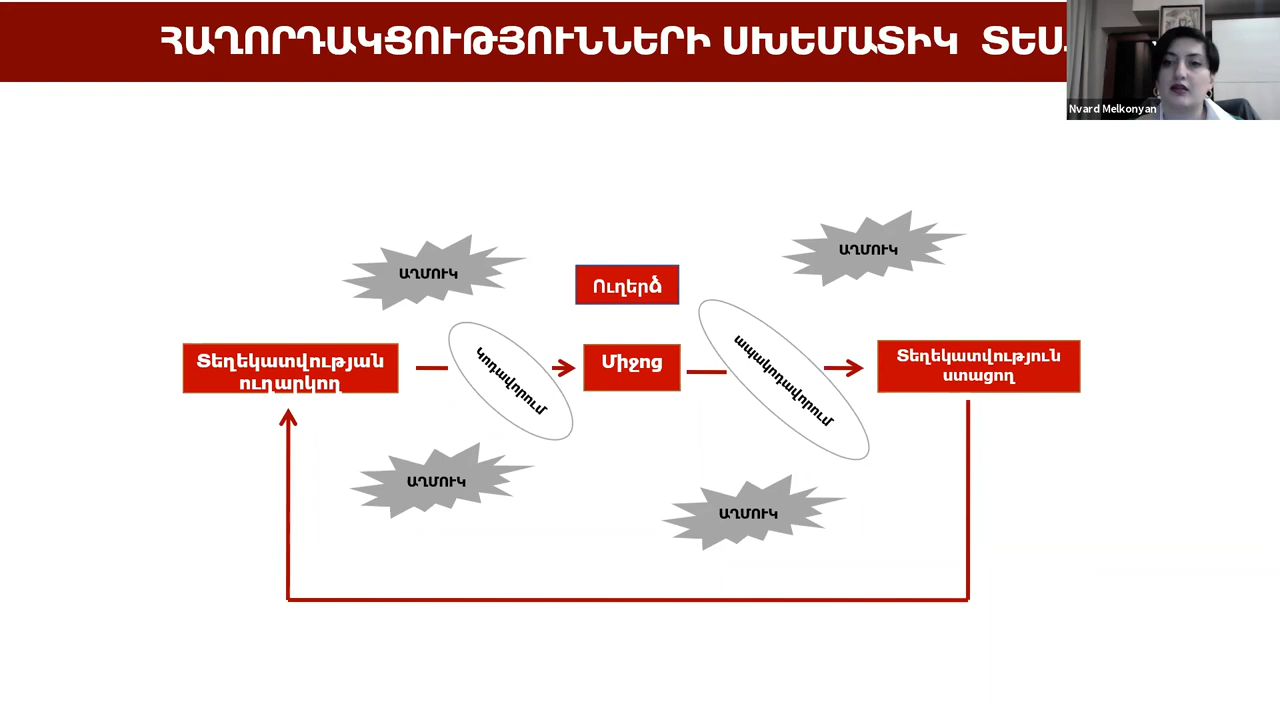 ՀԱՂՈՐԴԱԿՑՈՒԹՅՈՒՆՆԵՐԻ ՍԽԵՄԱՏԻԿ ՏԵՍ
Nvard Melkonyan
ԱՂՄՈՒԿ
ԱՂՄՈՒԿ
Ուղերձ
Տեղեկատվության
ուղարկող
կոդավորում
Միջոց
ապակոդավորում
Տեղեկատվություն
ստացող
ԱՂՄՈՒԿ
ԱՂՄՈՒԿ